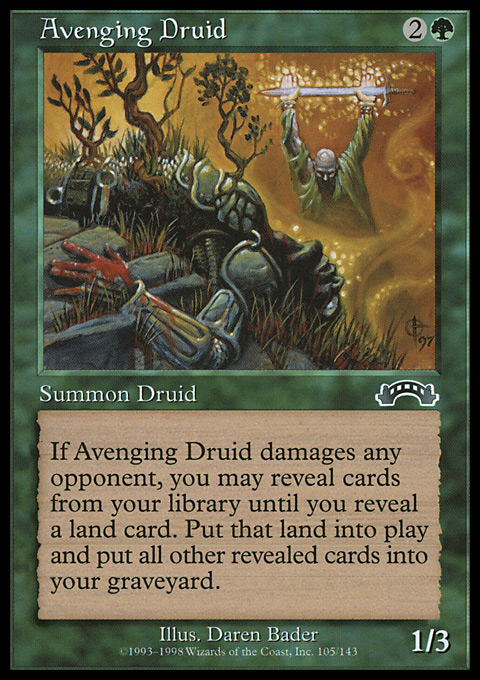 Avenging Druid 2
97
Summon Druid
If Avenging Druid damages any
opponent, you may reveal cards
from your library until you reveal
a land card. Put that land into play
and put all other revealed cards into
your graveyard.
Illus. Daren Bader
©1993–1998 Wizards of the Coast, Inc. 105/143
1/3